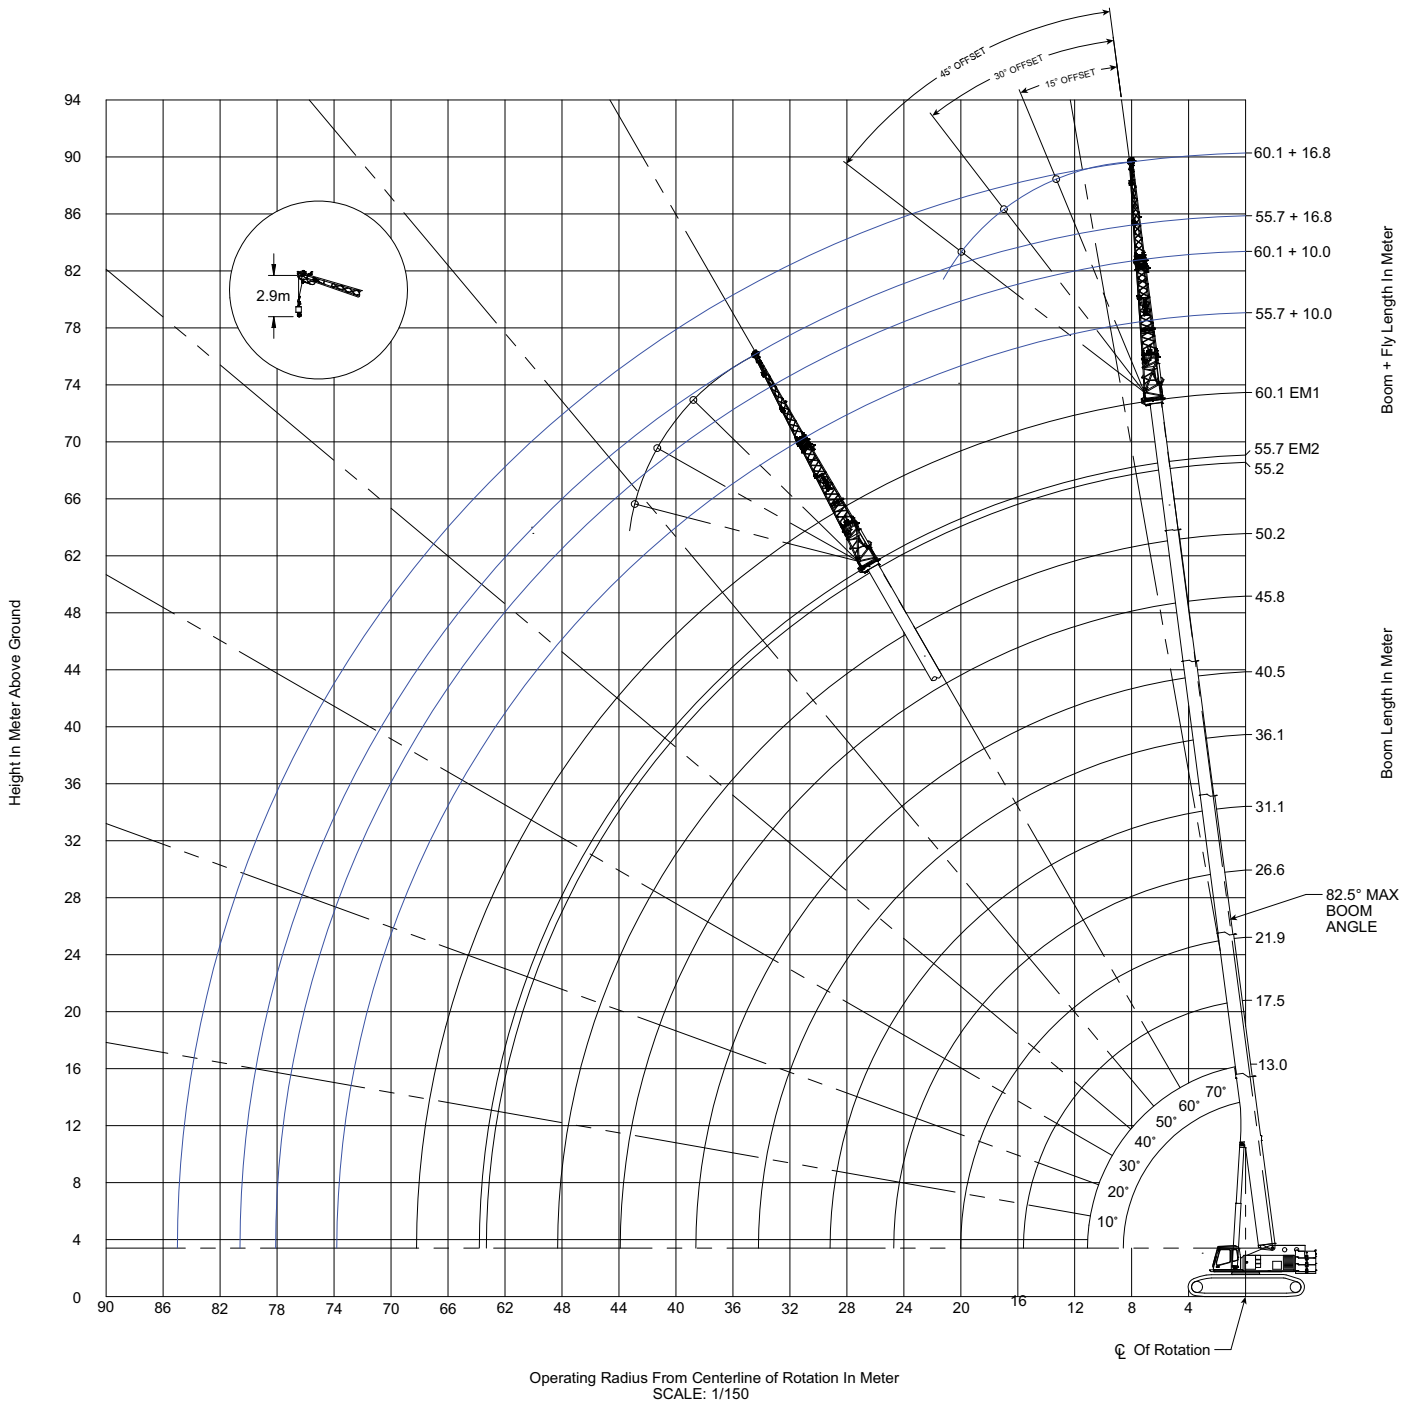 45° OFFSET
30° OFFSET
15° OFFSET
94
90
86
82
78
74
70
66
62
58
54
52
48
44
40
36
32
28
24
20
16
12
8
4
0
2.9m
60.1 + 16.8
55.7 + 16.8
60.1 + 10.0
55.7 + 10.0
60.1 EM1
55.7 EM2
55.2
50.2
45.8
40.5
36.1
31.1
26.6
21.9
17.5
13.0
82.5° MAX
BOOM
ANGLE
Boom + Fly Length In Meter
Boom Length In Meter
Height In Meter Above Ground
70°
60°
50°
40°
30°
20°
10°
90 86 82 78 74 70 66 62 48 44 40 36 32 28 24 20 16 12 8 4
℄ Of Rotation
Operating Radius From Centerline of Rotation In Meter
SCALE: 1/150